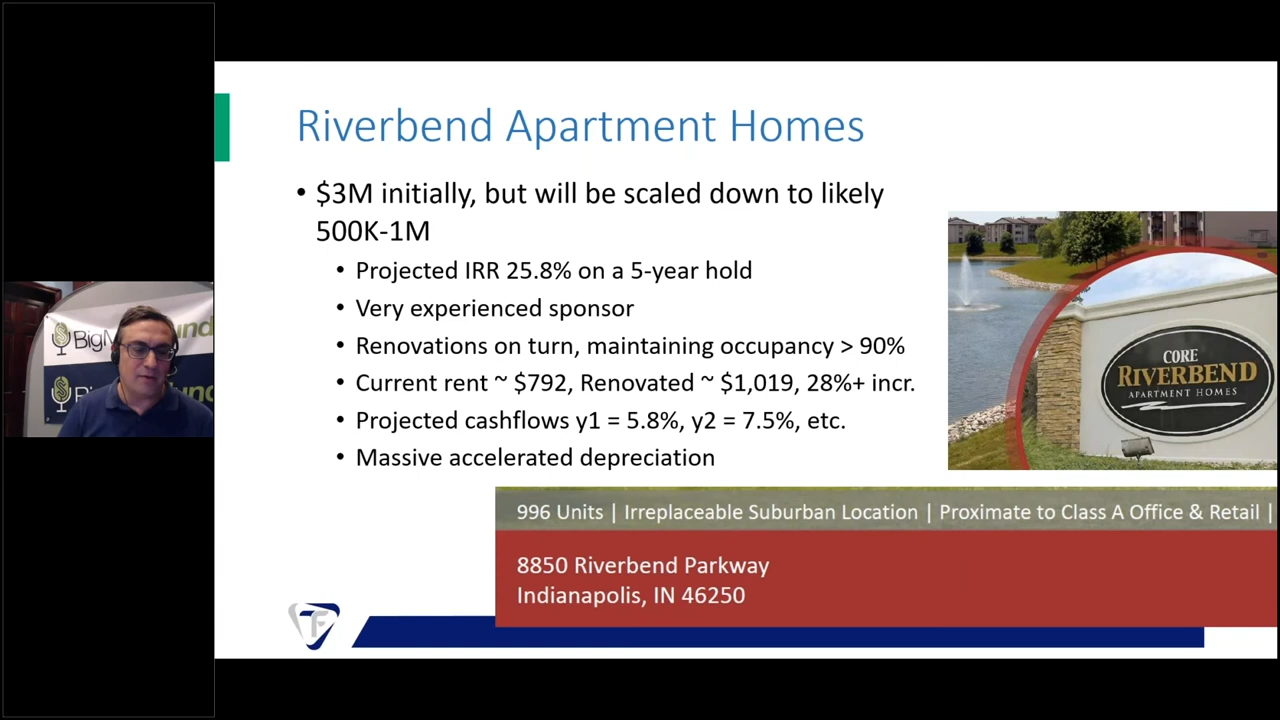 Riverbend Apartment Homes
• $3M initially, but will be scaled down to likely
500K-1M
• Projected IRR 25.8% on a 5-year hold
• Very experienced sponsor
• Renovations on turn, maintaining occupancy > 90%
• Current rent ~ $792, Renovated ~ $1,019, 28%+ incr.
• Projected cashflows y1 = 5.8%, y2 = 7.5%, etc.
• Massive accelerated depreciation
CORE
RIVERBEND
APARTMENT HOMES
996 Units | Irreplaceable Suburban Location | Proximate to Class A Office & Retail |
8850 Riverbend Parkway
Indianapolis, IN 46250